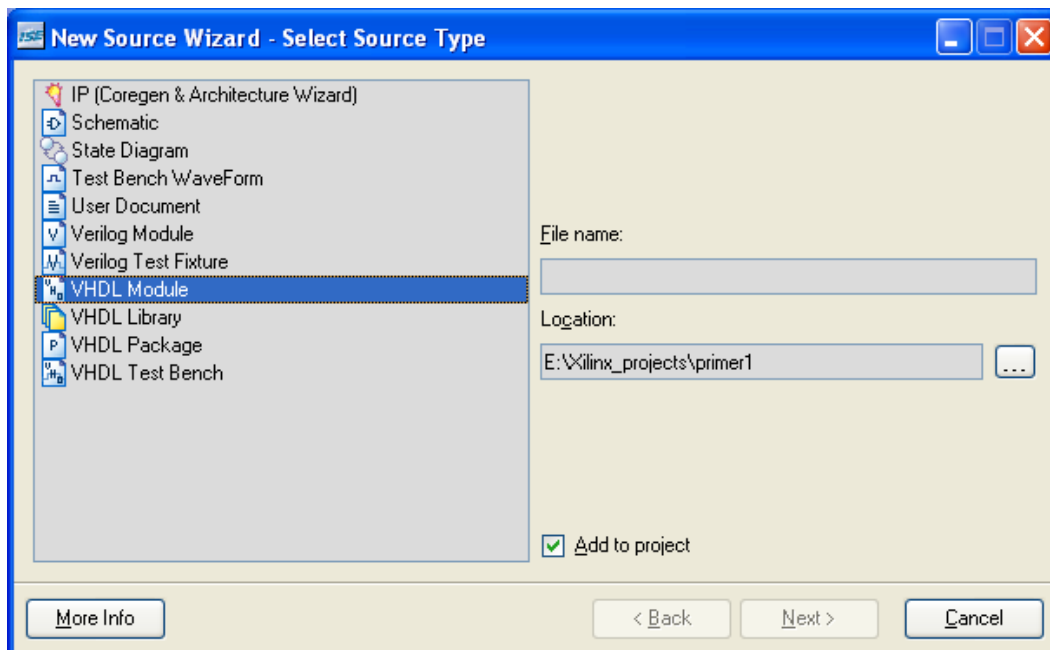 ISE New Source Wizard - Select Source Type
IP (Coregen & Architecture Wizard)
Schematic
State Diagram
Test Bench WaveForm
User Document
Verilog Module
Verilog Test Fixture
VHDL Module
VHDL Library
VHDL Package
VHDL Test Bench
File name:
Location:
E:\Xilinx_projects\primer1
...
Add to project
More Info
< Back
Next >
Cancel